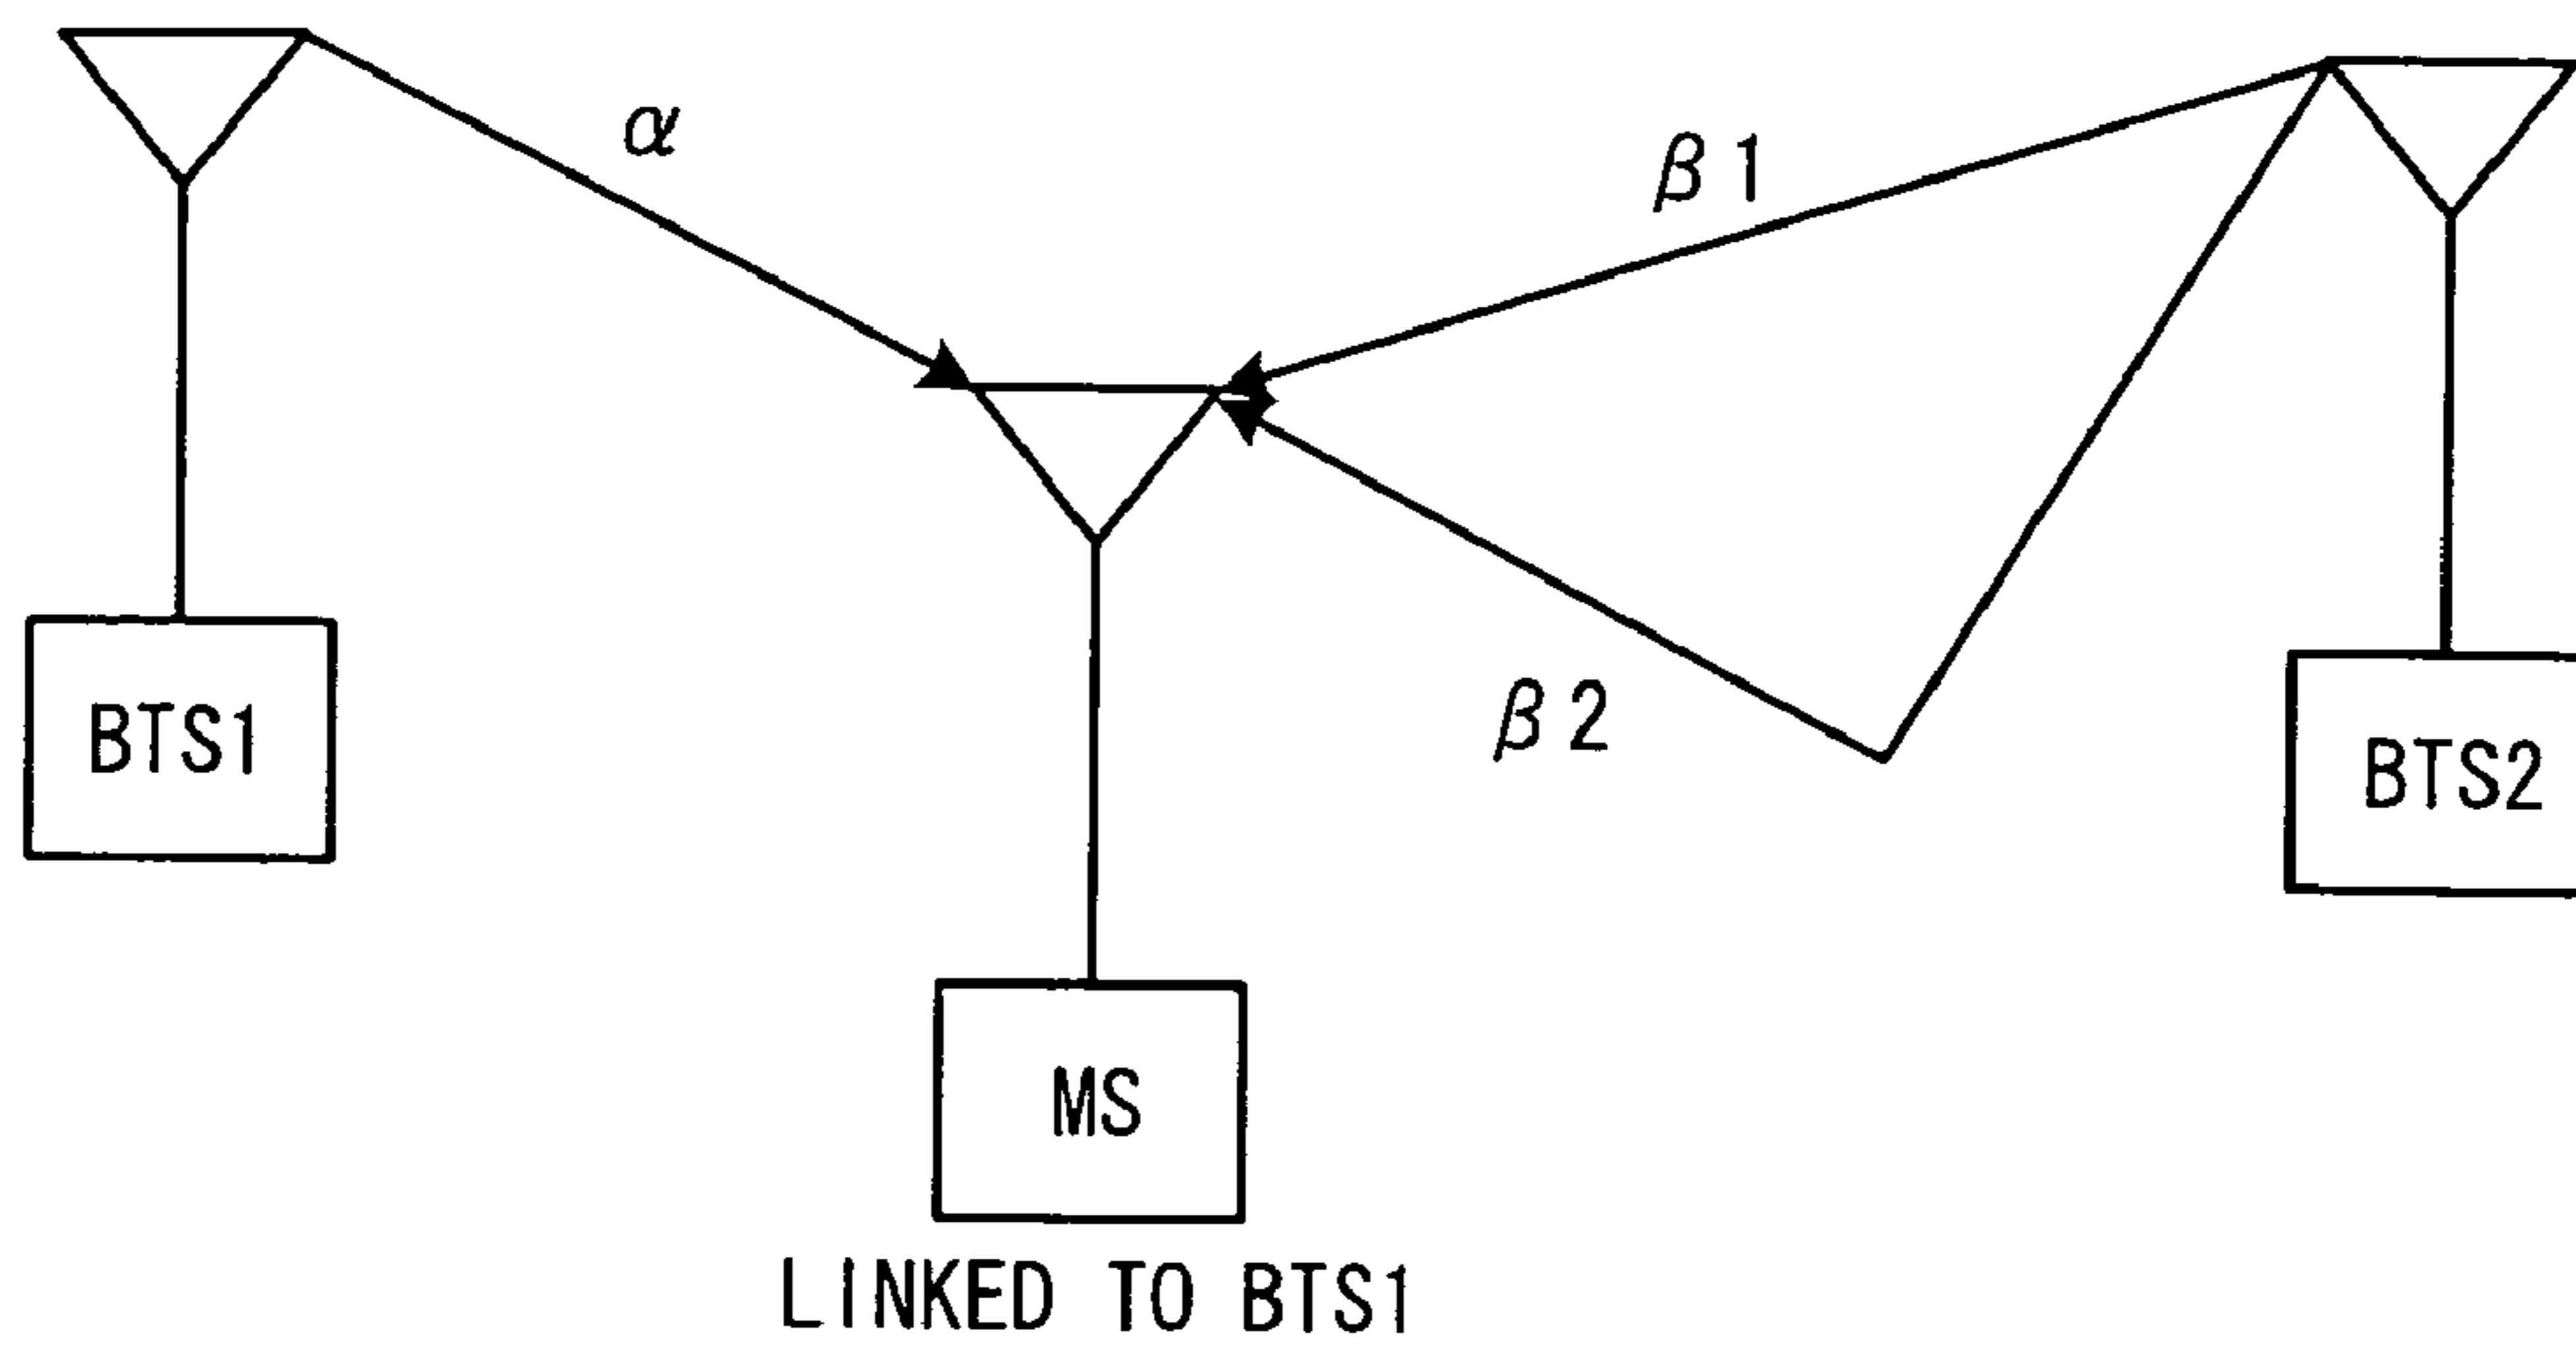 α
β1
β2
BTS1
BTS2
MS
LINKED TO BTS1